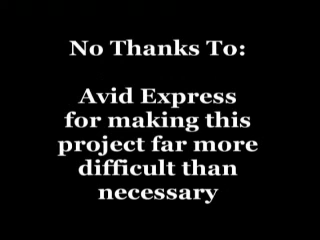 No Thanks To:
Avid Express
for making this
project far more
difficult than
necessary